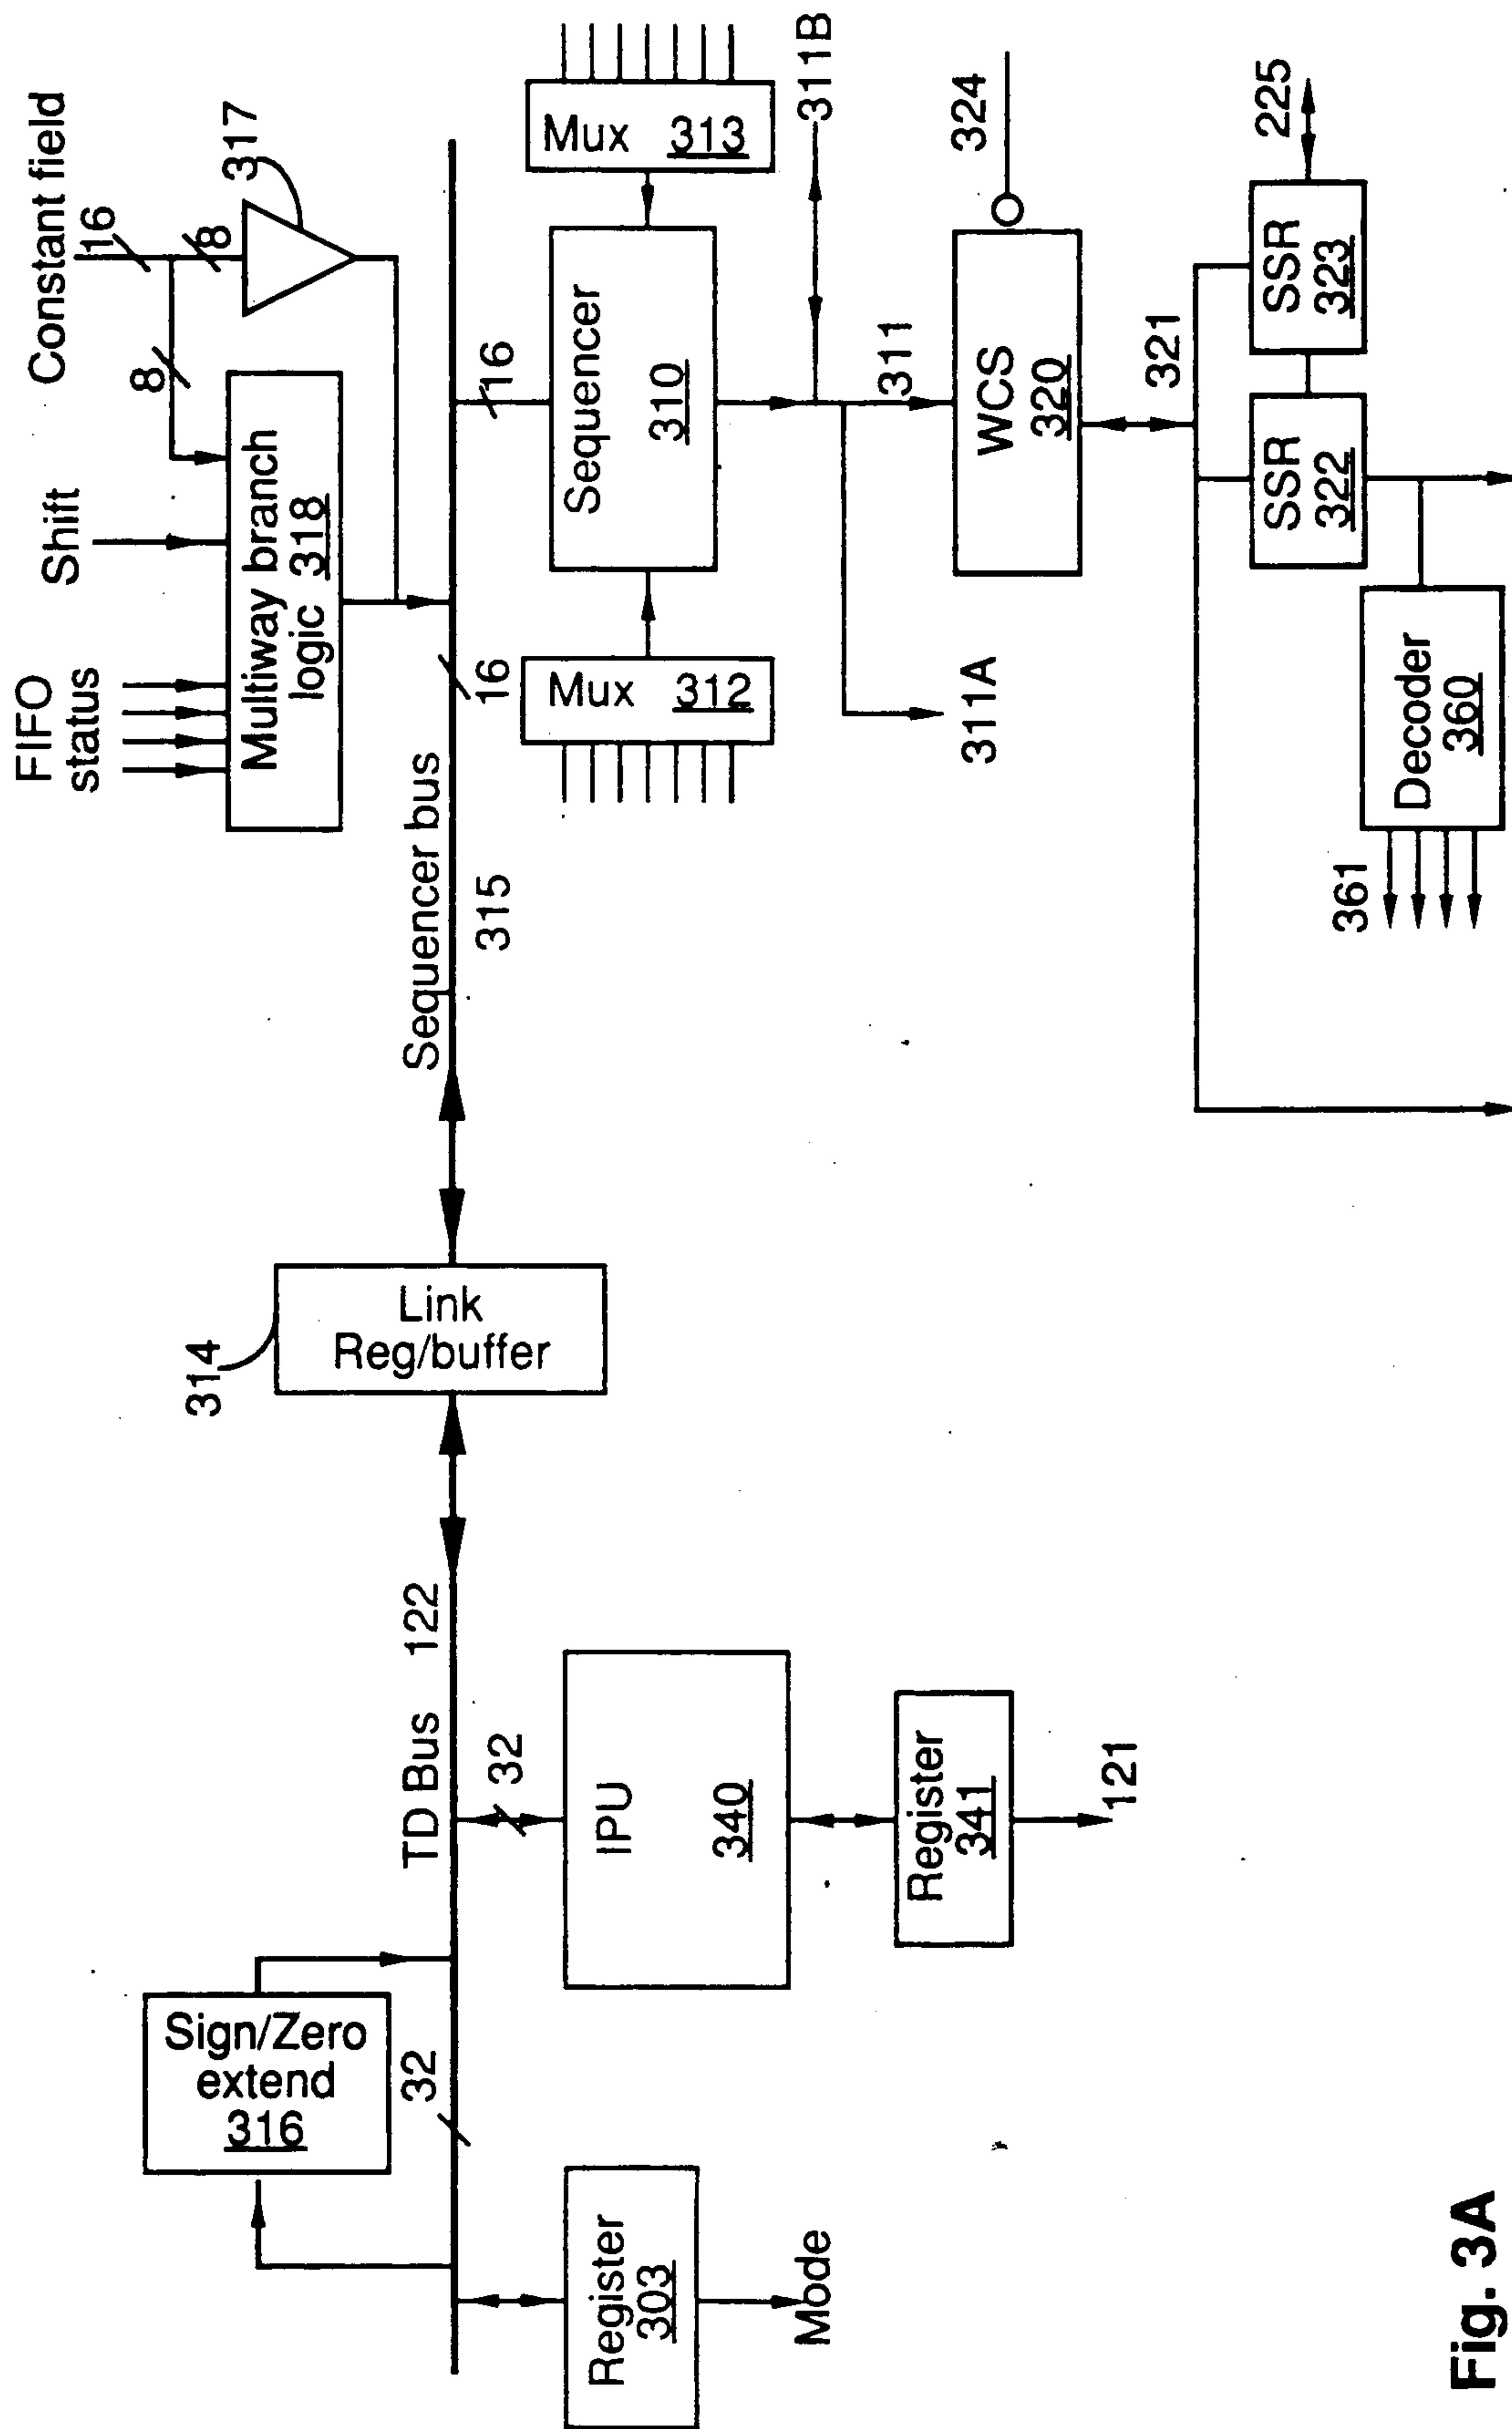 Sign/Zero
extend
316
32
Register
303
Mode
TD Bus 122
32
IPU
340
Register
341
121
314
Link
Reg/buffer
Sequencer bus
315
16
FIFO
status
Shift
Constant field
16
8
8
317
Multiway branch
logic 318
Mux 312
16
Sequencer
310
Mux 313
311A
311
311B
WCS
320
324
321
SSR
322
SSR
323
225
Decoder
360
361
Fig. 3A